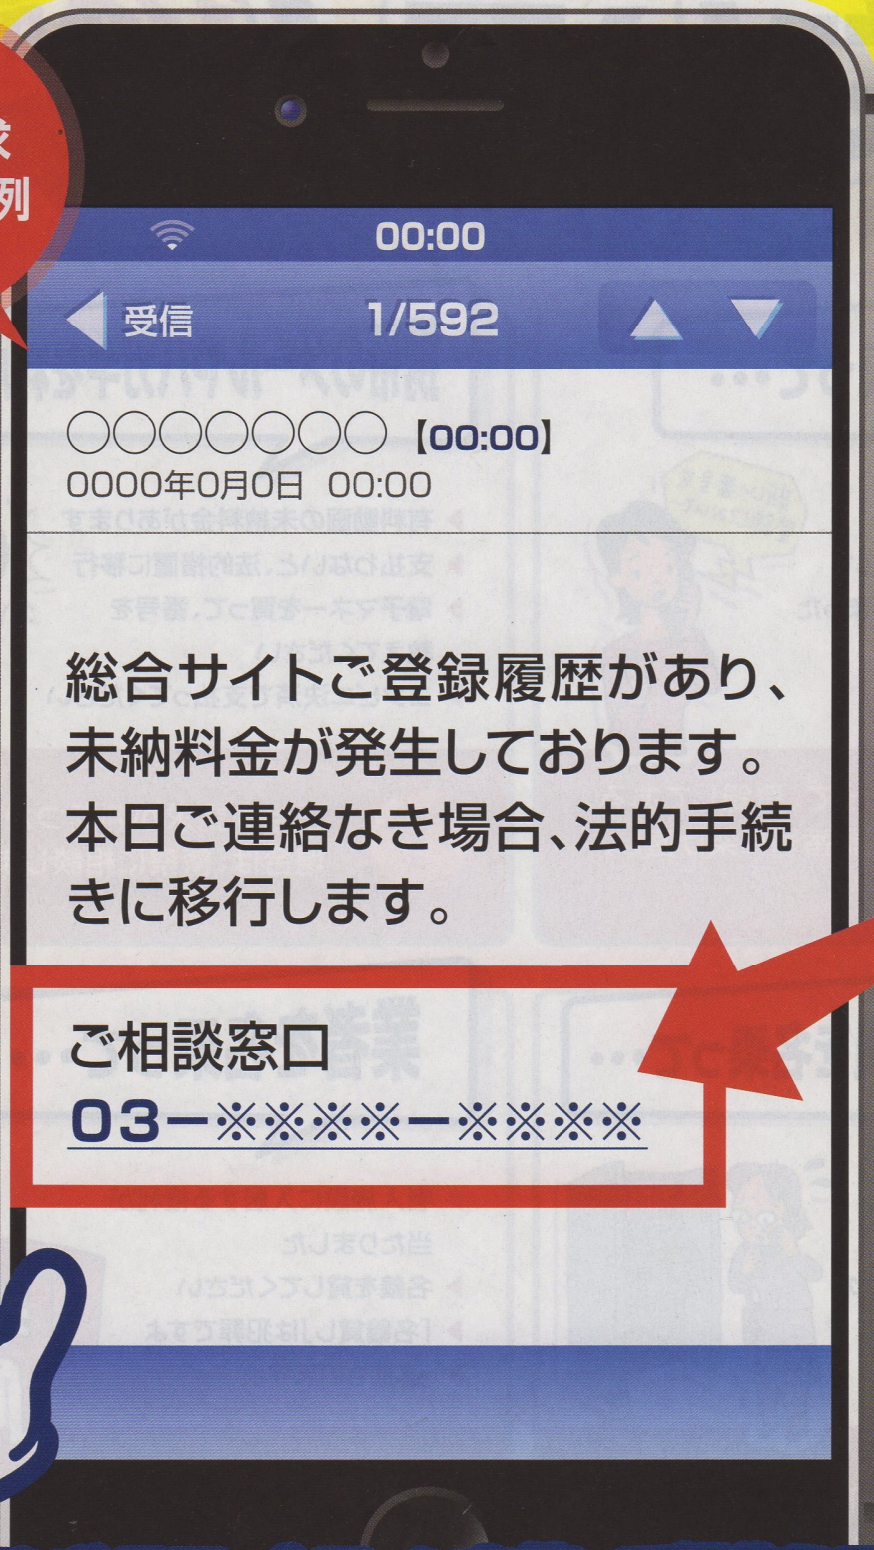 求
例
00:00
受信 1/592
○○○○○○○【00:00】
0000年0月0日 00:00
総合サイトご登録履歴があり、
未納料金が発生しております。
本日ご連絡なき場合、法的手続
きに移行します。
ご相談窓口
03－※※※※－※※※※